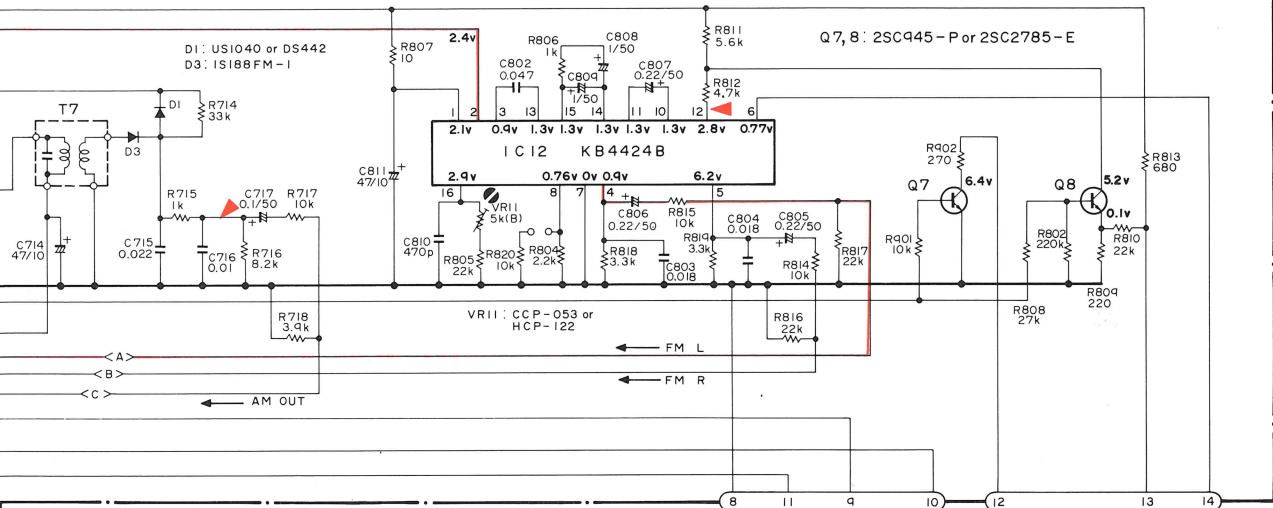 D1: US1040 or DS442
D3: 1S188FM-1
Q7, 8: 2SC945-P or 2SC2785-E
T7
D1
R714
33k
D3
R715
1k
C717
0.1/50
R717
10k
C714
47/10
C715
0.022
C716
0.01
R716
8.2k
R718
3.9k
<A>
<B>
<C>
AM OUT
R807
10
2.4v
C811
47/10
C802
0.047
R806
1k
C808
1/50
C809
1/50
C807
0.22/50
R811
5.6k
R812
4.7k
1 2 3 13 15 14 11 10 12 6
2.1v 0.9v 1.3v 1.3v 1.3v 1.3v 1.3v 2.8v 0.77v
IC12 KB4424B
2.9v 0.76v 0v 0.9v 6.2v
16 8 7 4 5
VR11
5k(B)
C810
470p
R805
22k
R820
10k
R804
2.2k
R818
3.3k
C806
0.22/50
R815
10k
C803
0.018
R819
3.3k
C804
0.018
C805
0.22/50
R814
10k
R817
22k
R816
22k
VR11: CCP-053 or
HCP-122
FM L
FM R
R902
270
Q7
6.4v
R901
10k
Q8
5.2v
0.1v
R802
220k
R810
22k
R808
27k
R809
220
R813
680
8 11 9 10 12 13 14